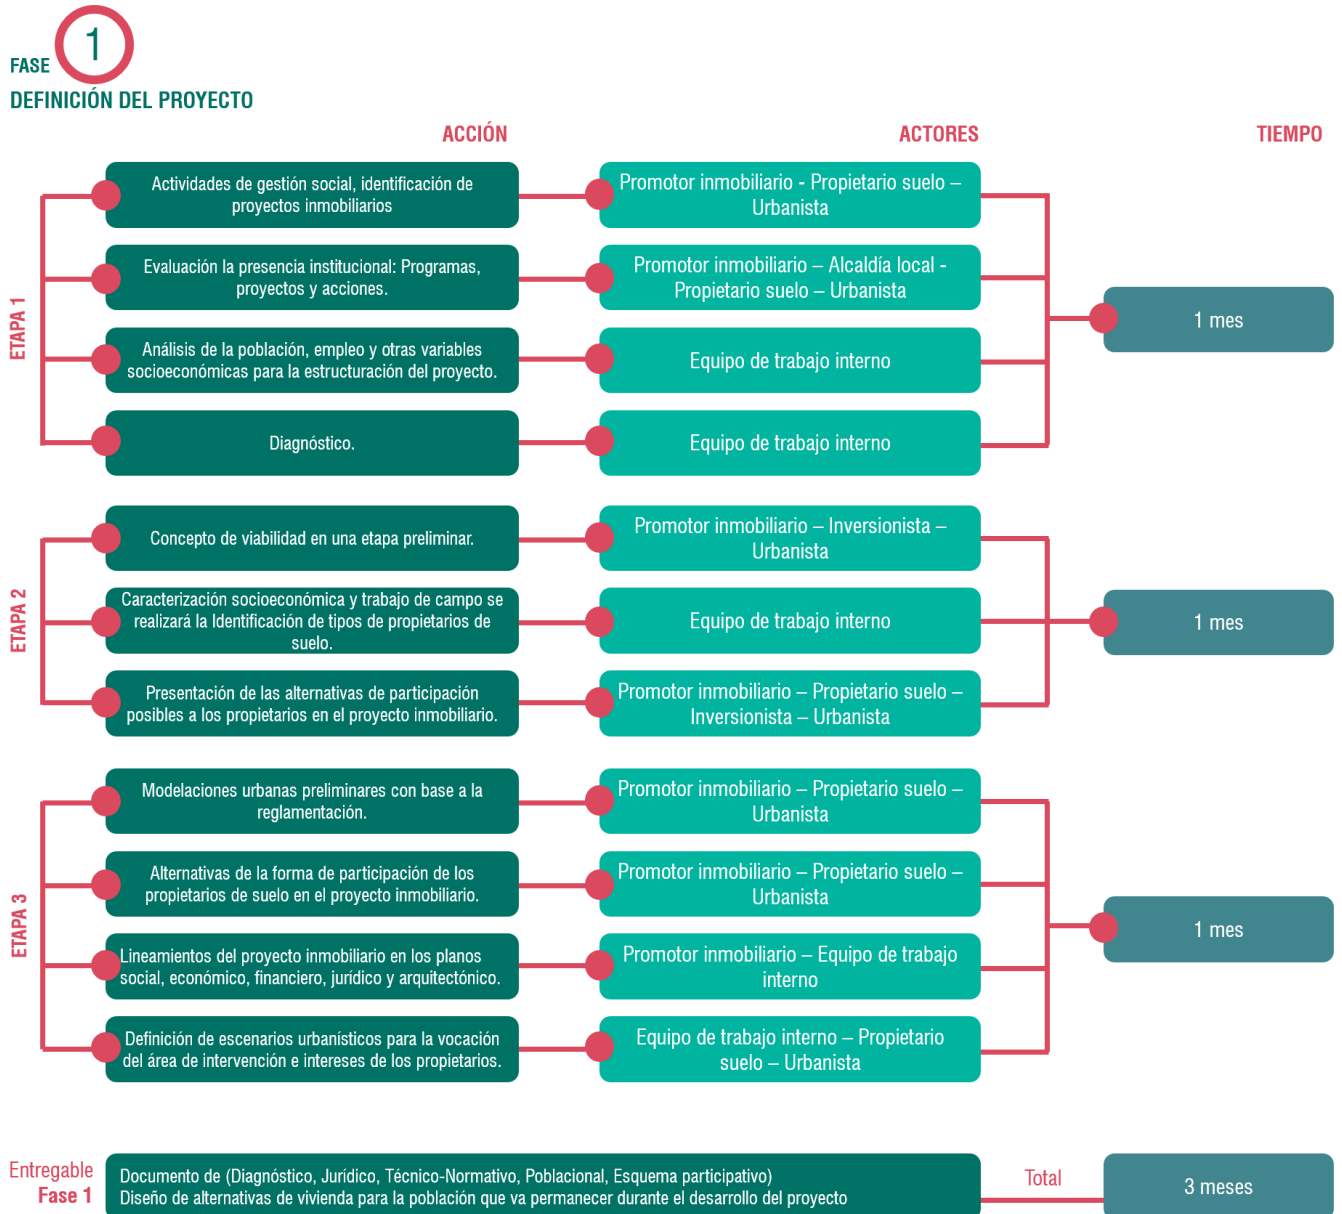 FASE 1
DEFINICIÓN DEL PROYECTO
ACCIÓN
ACTORES
TIEMPO
ETAPA 1
Actividades de gestión social, identificación de
proyectos inmobiliarios
Promotor inmobiliario - Propietario suelo –
Urbanista
Evaluación la presencia institucional: Programas,
proyectos y acciones.
Promotor inmobiliario – Alcaldía local -
Propietario suelo – Urbanista
Análisis de la población, empleo y otras variables
socioeconómicas para la estructuración del proyecto.
Equipo de trabajo interno
Diagnóstico.
Equipo de trabajo interno
1 mes
ETAPA 2
Concepto de viabilidad en una etapa preliminar.
Promotor inmobiliario – Inversionista –
Urbanista
Caracterización socioeconómica y trabajo de campo se
realizará la Identificación de tipos de propietarios de
suelo.
Equipo de trabajo interno
Presentación de las alternativas de participación
posibles a los propietarios en el proyecto inmobiliario.
Promotor inmobiliario – Propietario suelo –
Inversionista – Urbanista
1 mes
ETAPA 3
Modelaciones urbanas preliminares con base a la
reglamentación.
Promotor inmobiliario – Propietario suelo –
Urbanista
Alternativas de la forma de participación de los
propietarios de suelo en el proyecto inmobiliario.
Promotor inmobiliario – Propietario suelo –
Urbanista
Lineamientos del proyecto inmobiliario en los planos
social, económico, financiero, jurídico y arquitectónico.
Promotor inmobiliario – Equipo de trabajo
interno
Definición de escenarios urbanísticos para la vocación
del área de intervención e intereses de los propietarios.
Equipo de trabajo interno – Propietario
suelo – Urbanista
1 mes
Entregable
Fase 1
Documento de (Diagnóstico, Jurídico, Técnico-Normativo, Poblacional, Esquema participativo)
Diseño de alternativas de vivienda para la población que va permanecer durante el desarrollo del proyecto
Total
3 meses